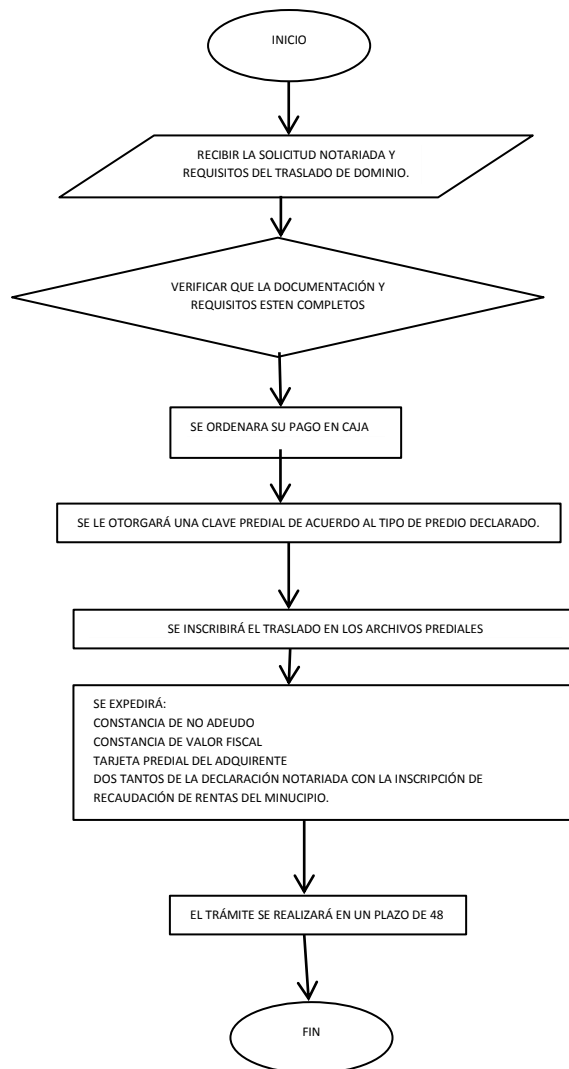 INICIO
RECIBIR LA SOLICITUD NOTARIADA Y
REQUISITOS DEL TRASLADO DE DOMINIO.
VERIFICAR QUE LA DOCUMENTACIÓN Y
REQUISITOS ESTEN COMPLETOS
SE ORDENARA SU PAGO EN CAJA
SE LE OTORGARÁ UNA CLAVE PREDIAL DE ACUERDO AL TIPO DE PREDIO DECLARADO.
SE INSCRIBIRÁ EL TRASLADO EN LOS ARCHIVOS PREDIALES
SE EXPEDIRÁ:
CONSTANCIA DE NO ADEUDO
CONSTANCIA DE VALOR FISCAL
TARJETA PREDIAL DEL ADQUIRENTE
DOS TANTOS DE LA DECLARACIÓN NOTARIADA CON LA INSCRIPCIÓN DE
RECAUDACIÓN DE RENTAS DEL MINUCIPIO.
EL TRÁMITE SE REALIZARÁ EN UN PLAZO DE 48
FIN